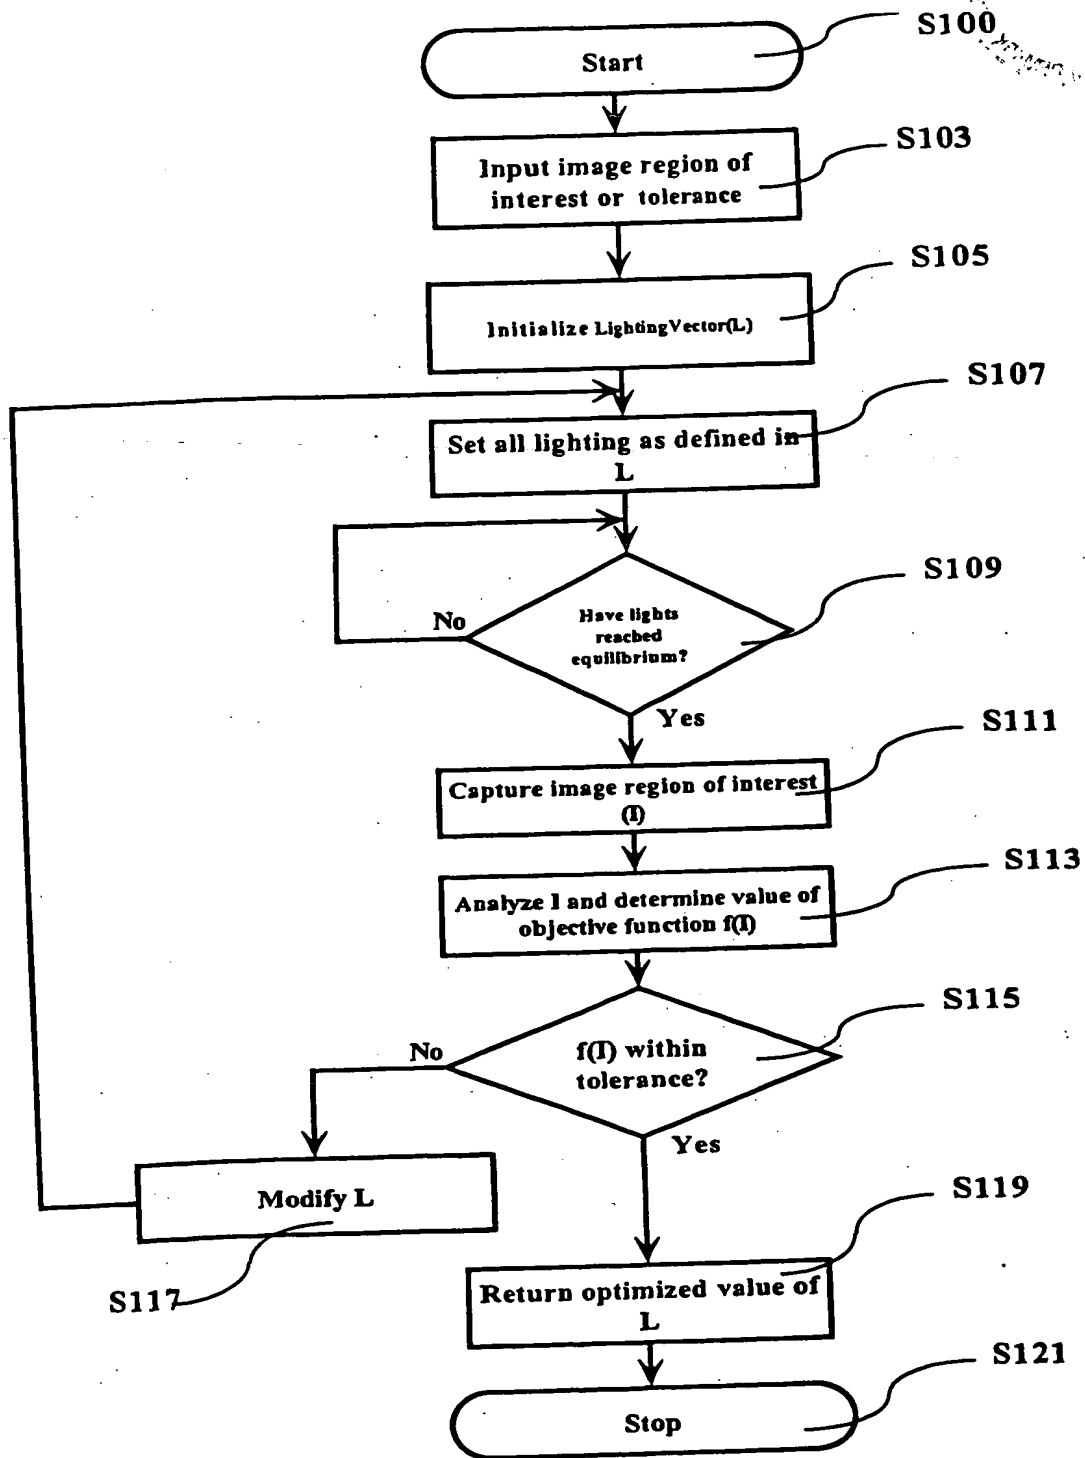 S100
Start
S103
Input image region of
interest or tolerance
S105
Initialize LightingVector(L)
S107
Set all lighting as defined in
L
S109
No
Have lights
reached
equilibrium?
Yes
S111
Capture image region of interest
(I)
S113
Analyze I and determine value of
objective function f(I)
S115
No
f(I) within
tolerance?
Yes
Modify L
S117
S119
Return optimized value of
L
S121
Stop